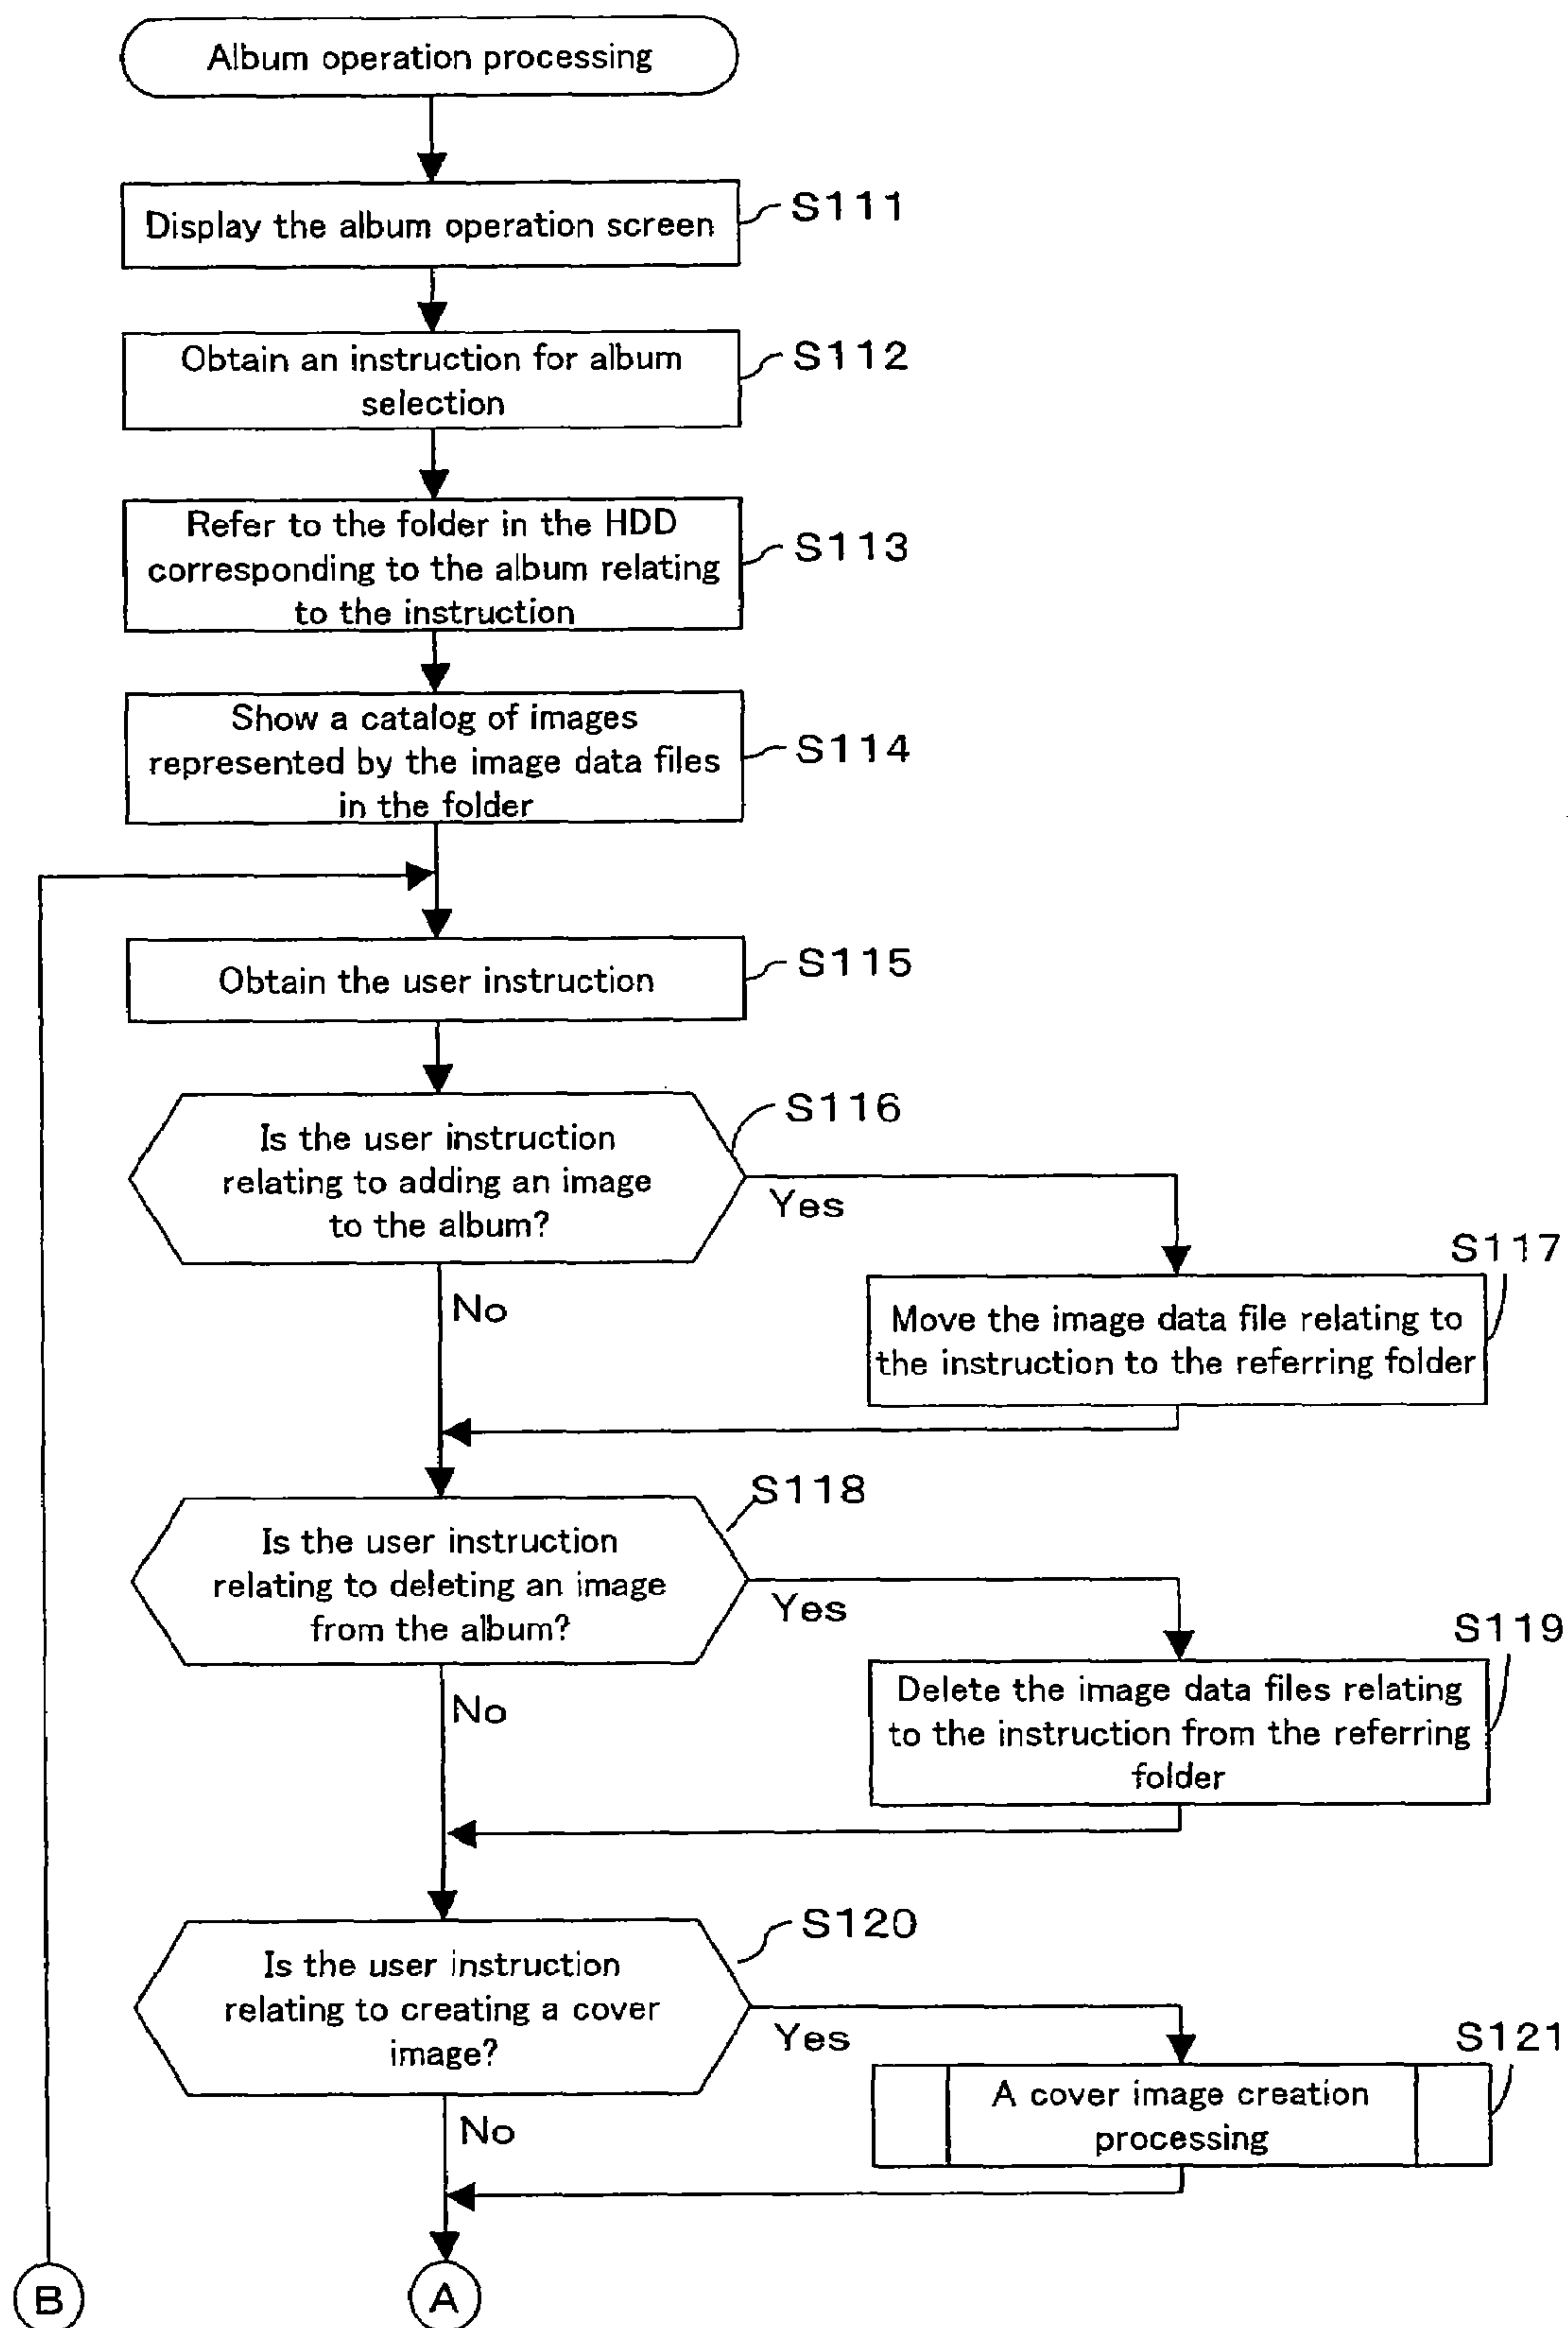 Album operation processing
Display the album operation screen
S111
Obtain an instruction for album
selection
S112
Refer to the folder in the HDD
corresponding to the album relating
to the instruction
S113
Show a catalog of images
represented by the image data files
in the folder
S114
Obtain the user instruction
S115
Is the user instruction
relating to adding an image
to the album?
S116
Yes
No
S117
Move the image data file relating to
the instruction to the referring folder
S118
Is the user instruction
relating to deleting an image
from the album?
Yes
No
S119
Delete the image data files relating
to the instruction from the referring
folder
S120
Is the user instruction
relating to creating a cover
image?
Yes
No
S121
A cover image creation
processing
B
A